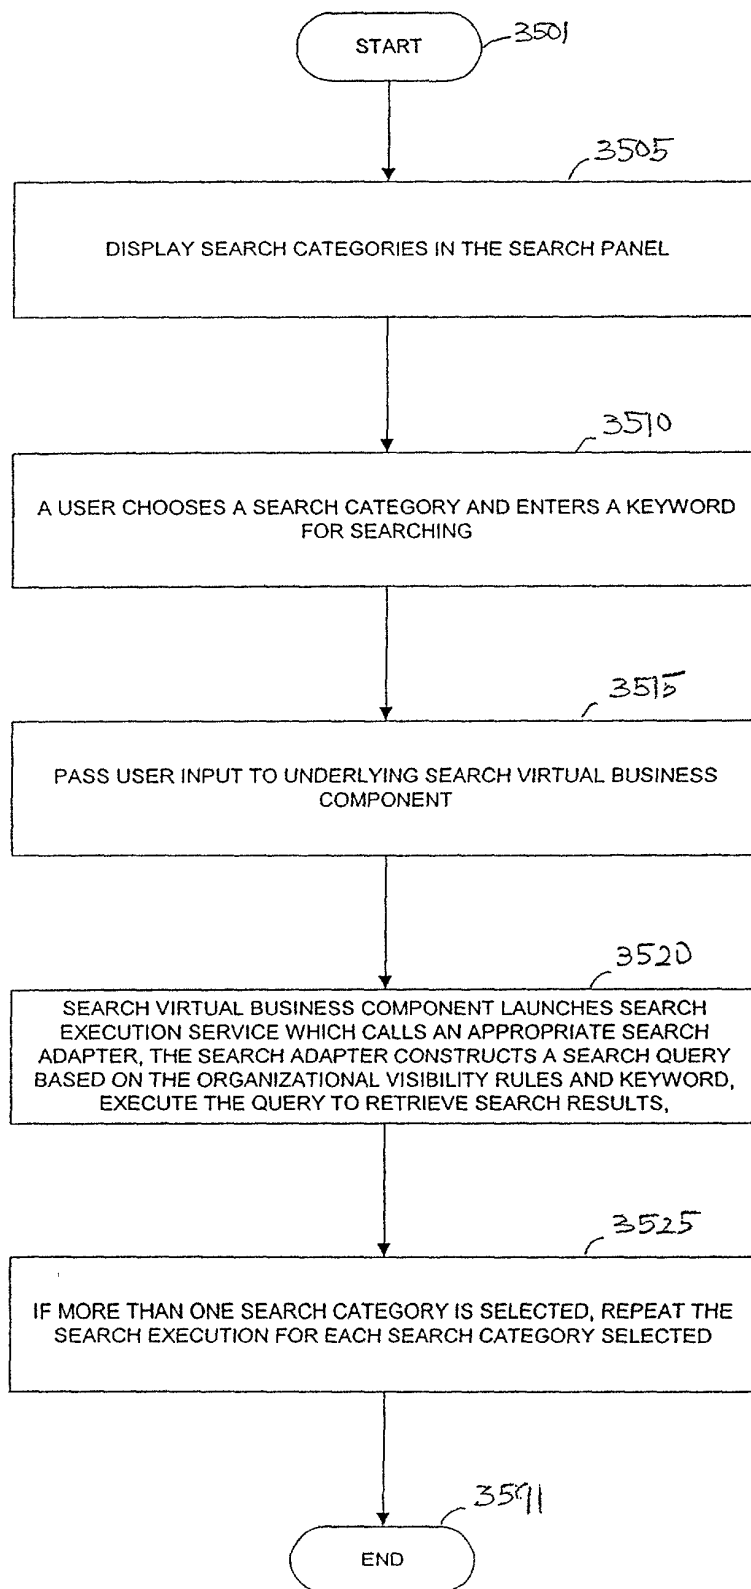 START
3501
3505
DISPLAY SEARCH CATEGORIES IN THE SEARCH PANEL
3510
A USER CHOOSES A SEARCH CATEGORY AND ENTERS A KEYWORD
FOR SEARCHING
3515
PASS USER INPUT TO UNDERLYING SEARCH VIRTUAL BUSINESS
COMPONENT
3520
SEARCH VIRTUAL BUSINESS COMPONENT LAUNCHES SEARCH
EXECUTION SERVICE WHICH CALLS AN APPROPRIATE SEARCH
ADAPTER, THE SEARCH ADAPTER CONSTRUCTS A SEARCH QUERY
BASED ON THE ORGANIZATIONAL VISIBILITY RULES AND KEYWORD,
EXECUTE THE QUERY TO RETRIEVE SEARCH RESULTS,
3525
IF MORE THAN ONE SEARCH CATEGORY IS SELECTED, REPEAT THE
SEARCH EXECUTION FOR EACH SEARCH CATEGORY SELECTED
3591
END